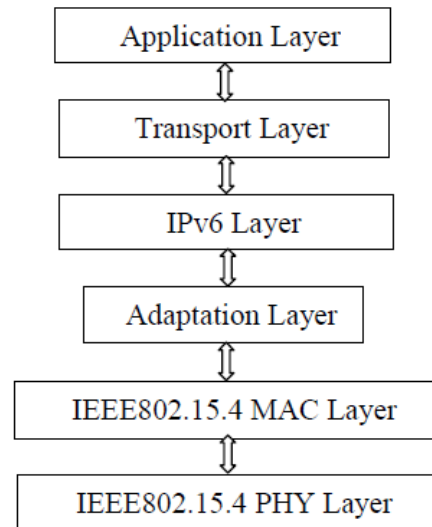 Application Layer
Transport Layer
IPv6 Layer
Adaptation Layer
IEEE802.15.4 MAC Layer
IEEE802.15.4 PHY Layer